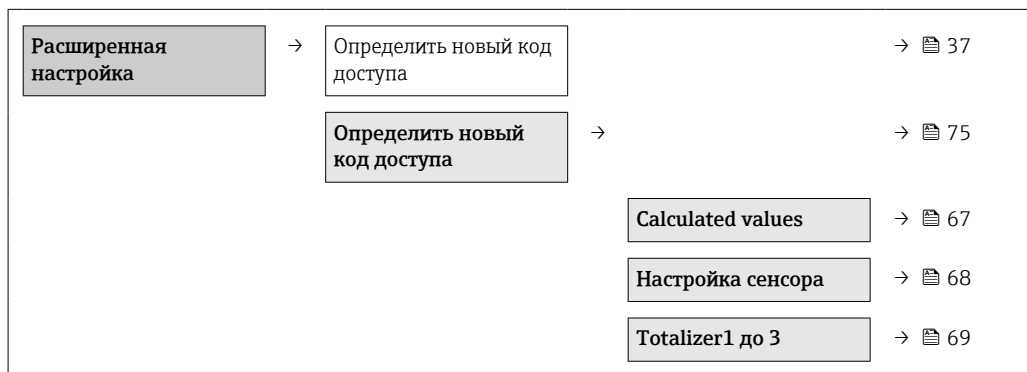 Расширенная → Определить новый код → 37
настройка доступа
Определить новый → → 75
код доступа
Calculated values → 67
Настройка сенсора → 68
Totalizer1 до 3 → 69